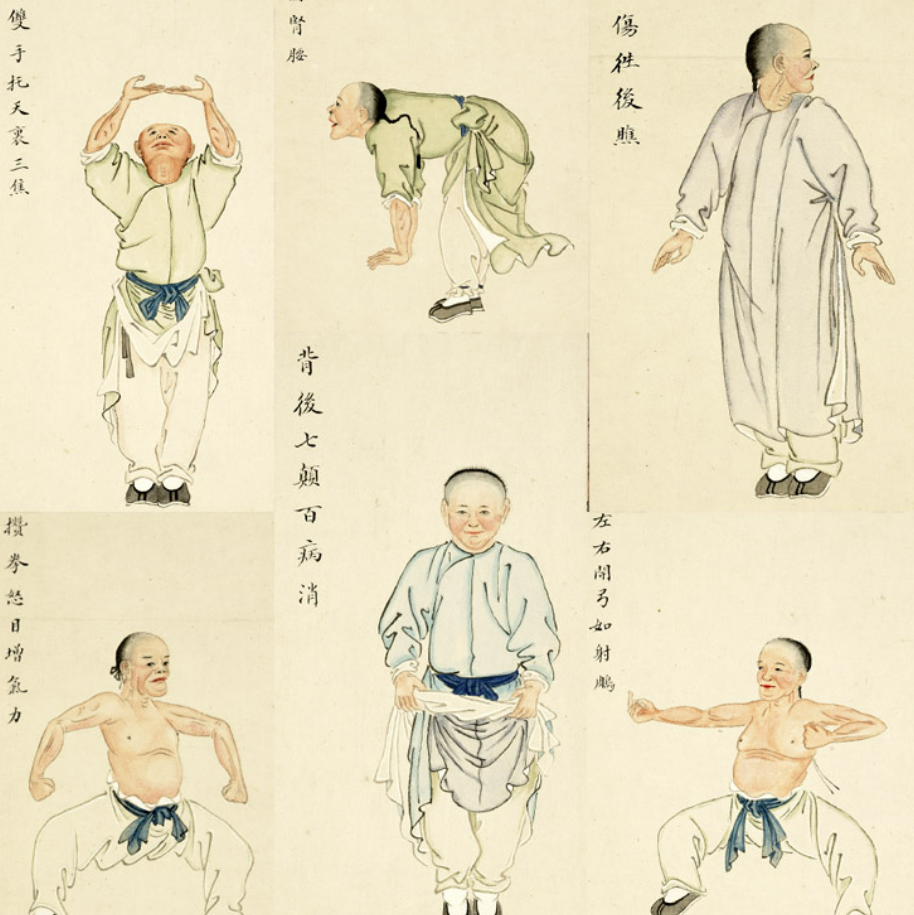 雙手托天裏三焦
腎腰
傷徃後瞧
背後七顛百病消
攢拳怒目增氣力
左右開弓如射鵰